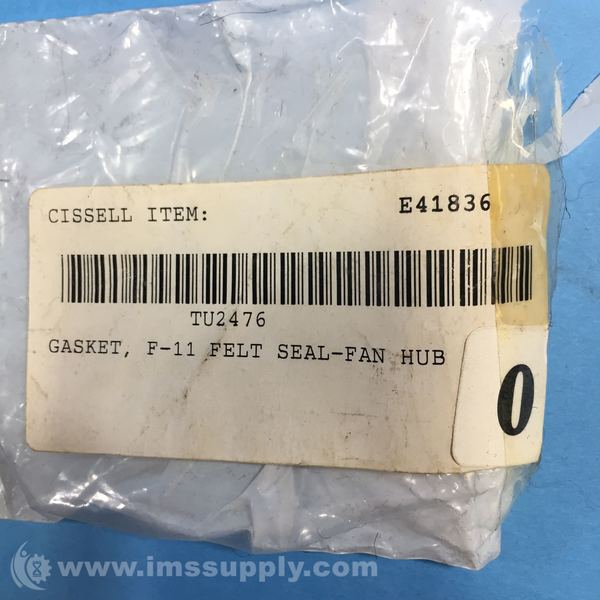 CISSELL ITEM: E41836
TU2476
GASKET, F-11 FELT SEAL-FAN HUB
0
www.imssupply.com